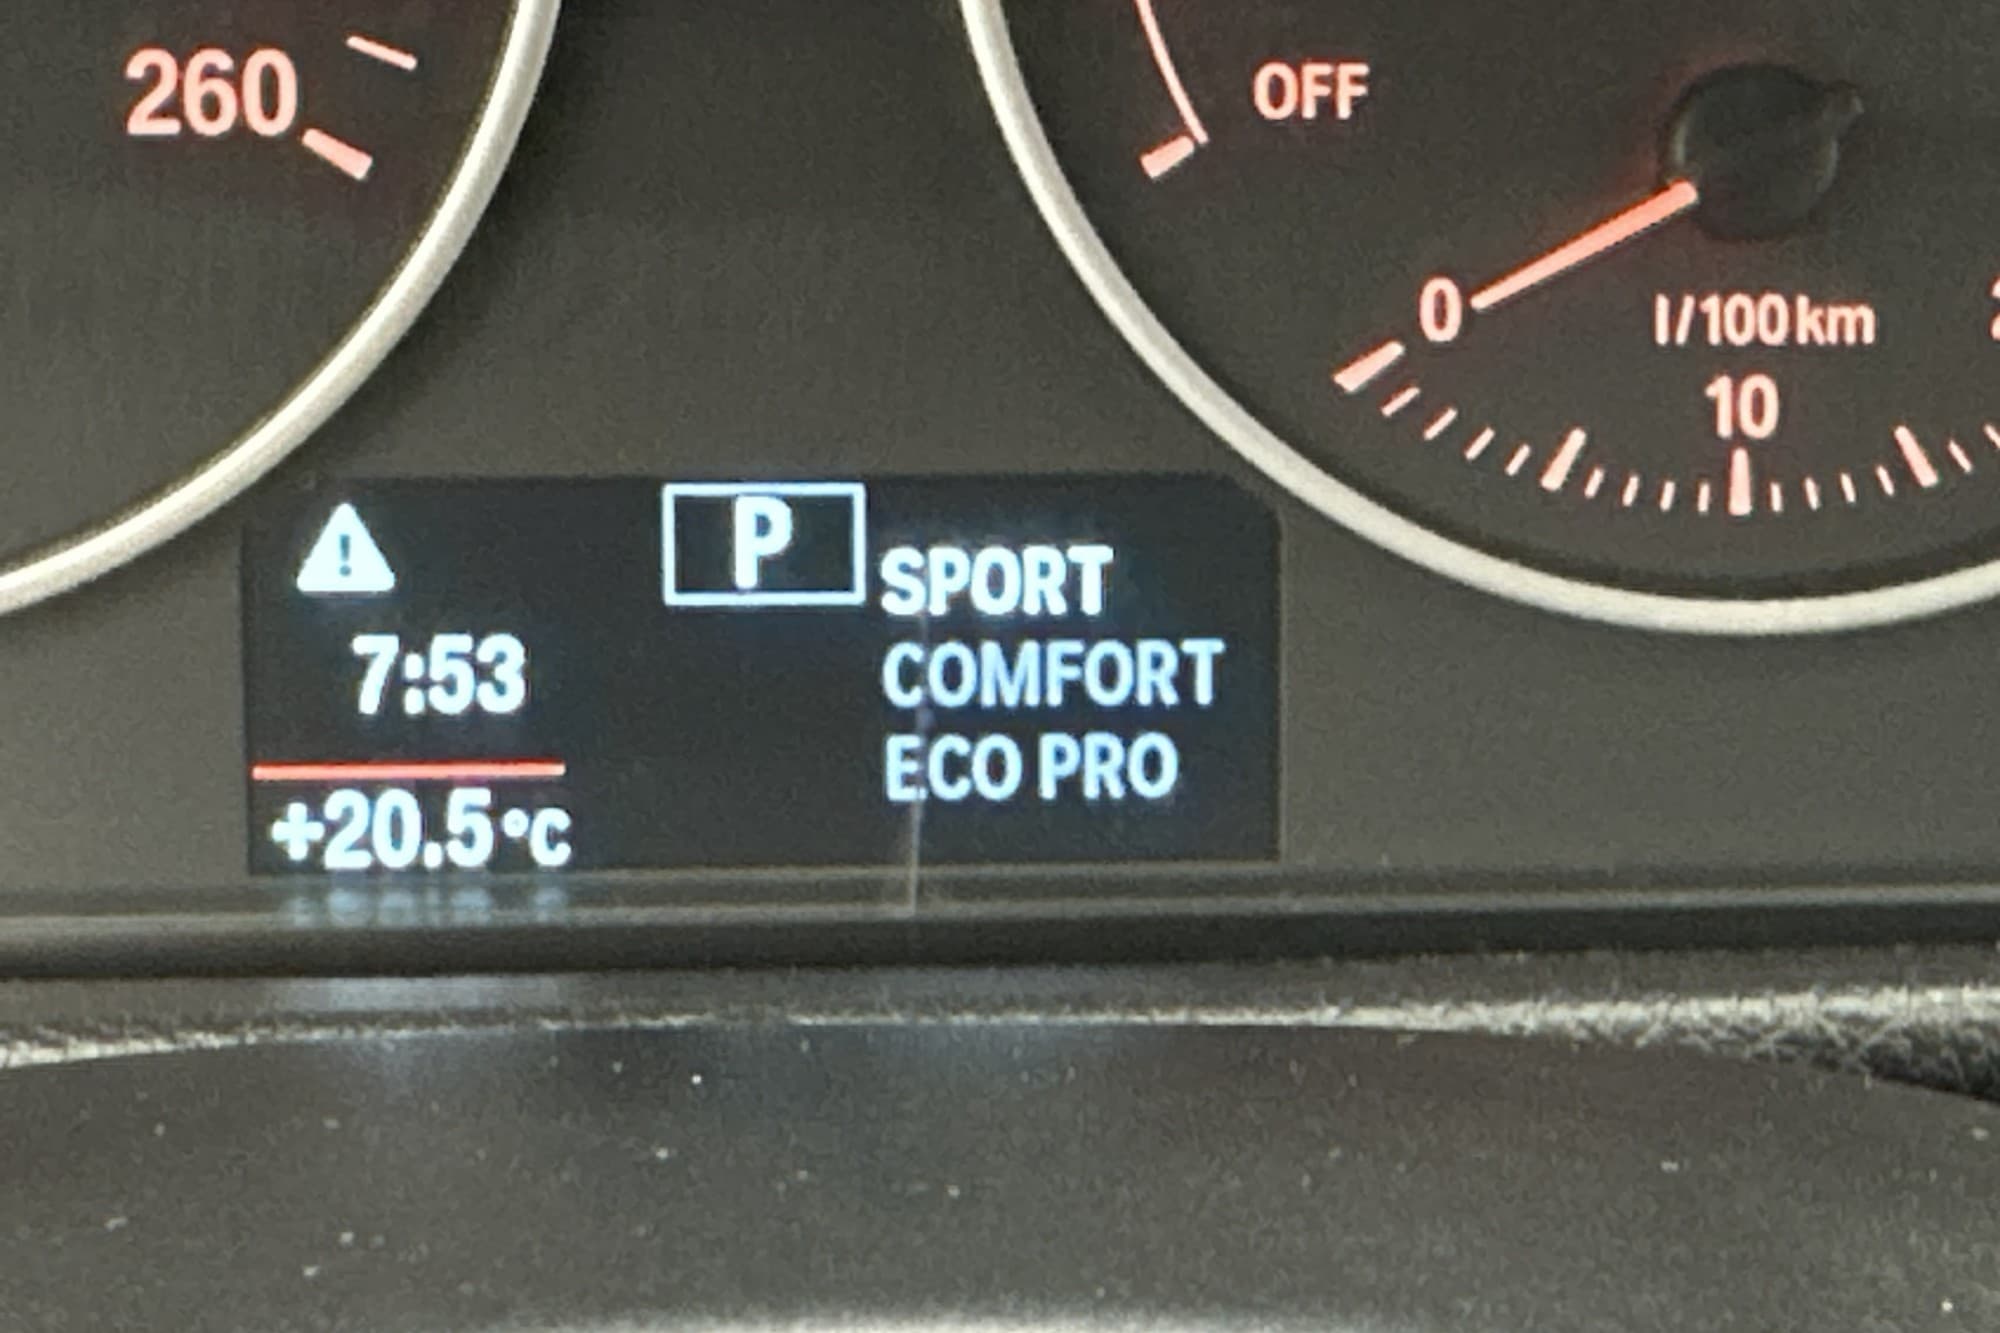 260
OFF
0
l/100km
10
P
SPORT
7:53
COMFORT
ECO PRO
+20.5°C